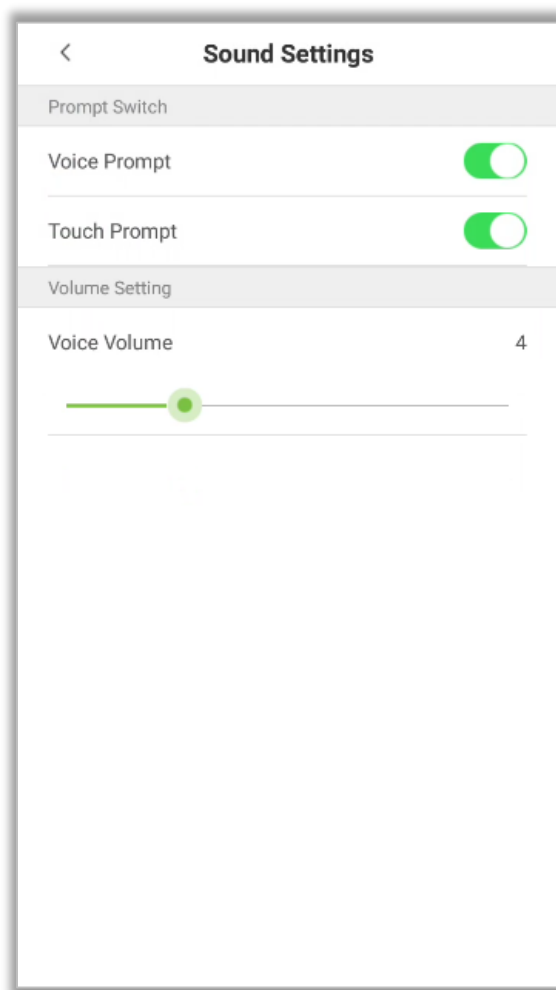 Sound Settings
Prompt Switch
Voice Prompt
Touch Prompt
Volume Setting
Voice Volume 4